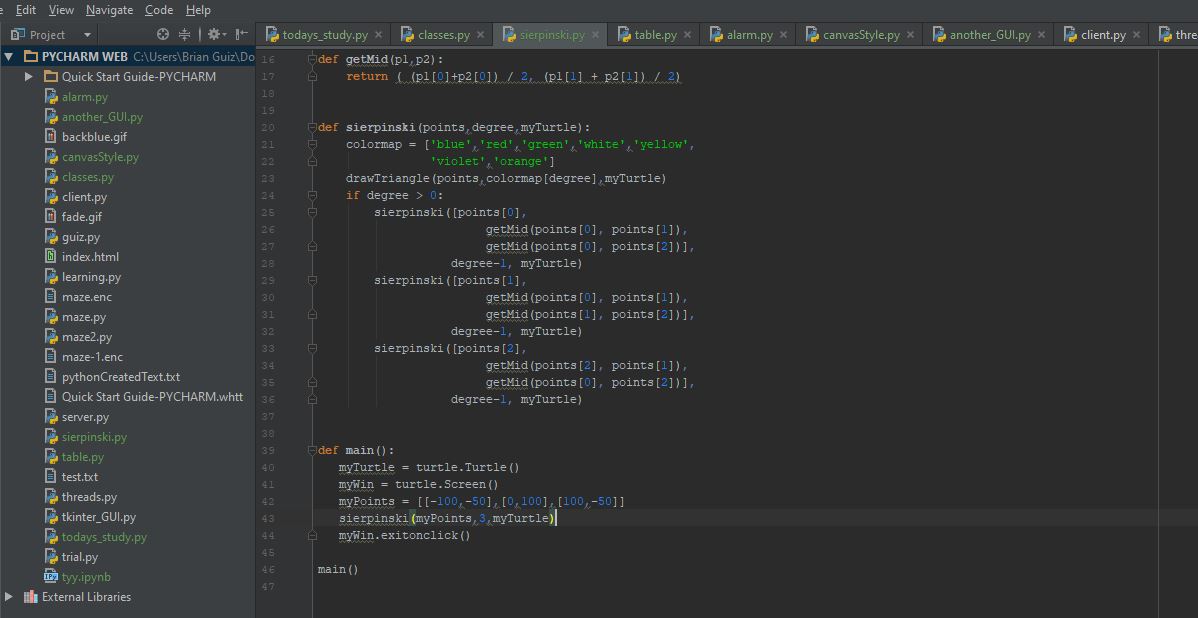 Edit View Navigate Code Help
Project
todays_study.py classes.py sierpinski.py table.py alarm.py canvasStyle.py another_GUI.py client.py
PYCHARM WEB C:\Users\Brian Guiz\Do
Quick Start Guide-PYCHARM
alarm.py
another_GUI.py
backblue.gif
canvasStyle.py
classes.py
client.py
fade.gif
guiz.py
index.html
learning.py
maze.enc
maze.py
maze2.py
maze-1.enc
pythonCreatedText.txt
Quick Start Guide-PYCHARM.whtt
server.py
sierpinski.py
table.py
test.txt
threads.py
tkinter_GUI.py
todays_study.py
trial.py
tyy.ipynb
External Libraries
16 def getMid(p1,p2):
17     return ( (p1[0]+p2[0]) / 2, (p1[1] + p2[1]) / 2)
18
19
20 def sierpinski(points,degree,myTurtle):
21     colormap = ['blue','red','green','white','yellow',
22                 'violet','orange']
23     drawTriangle(points,colormap[degree],myTurtle)
24     if degree > 0:
25         sierpinski([points[0],
26                         getMid(points[0], points[1]),
27                         getMid(points[0], points[2])],
28                    degree-1, myTurtle)
29         sierpinski([points[1],
30                         getMid(points[0], points[1]),
31                         getMid(points[1], points[2])],
32                    degree-1, myTurtle)
33         sierpinski([points[2],
34                         getMid(points[2], points[1]),
35                         getMid(points[0], points[2])],
36                    degree-1, myTurtle)
37
38
39 def main():
40    myTurtle = turtle.Turtle()
41    myWin = turtle.Screen()
42    myPoints = [[-100,-50],[0,100],[100,-50]]
43    sierpinski(myPoints,3,myTurtle)
44    myWin.exitonclick()
45
46 main()
47